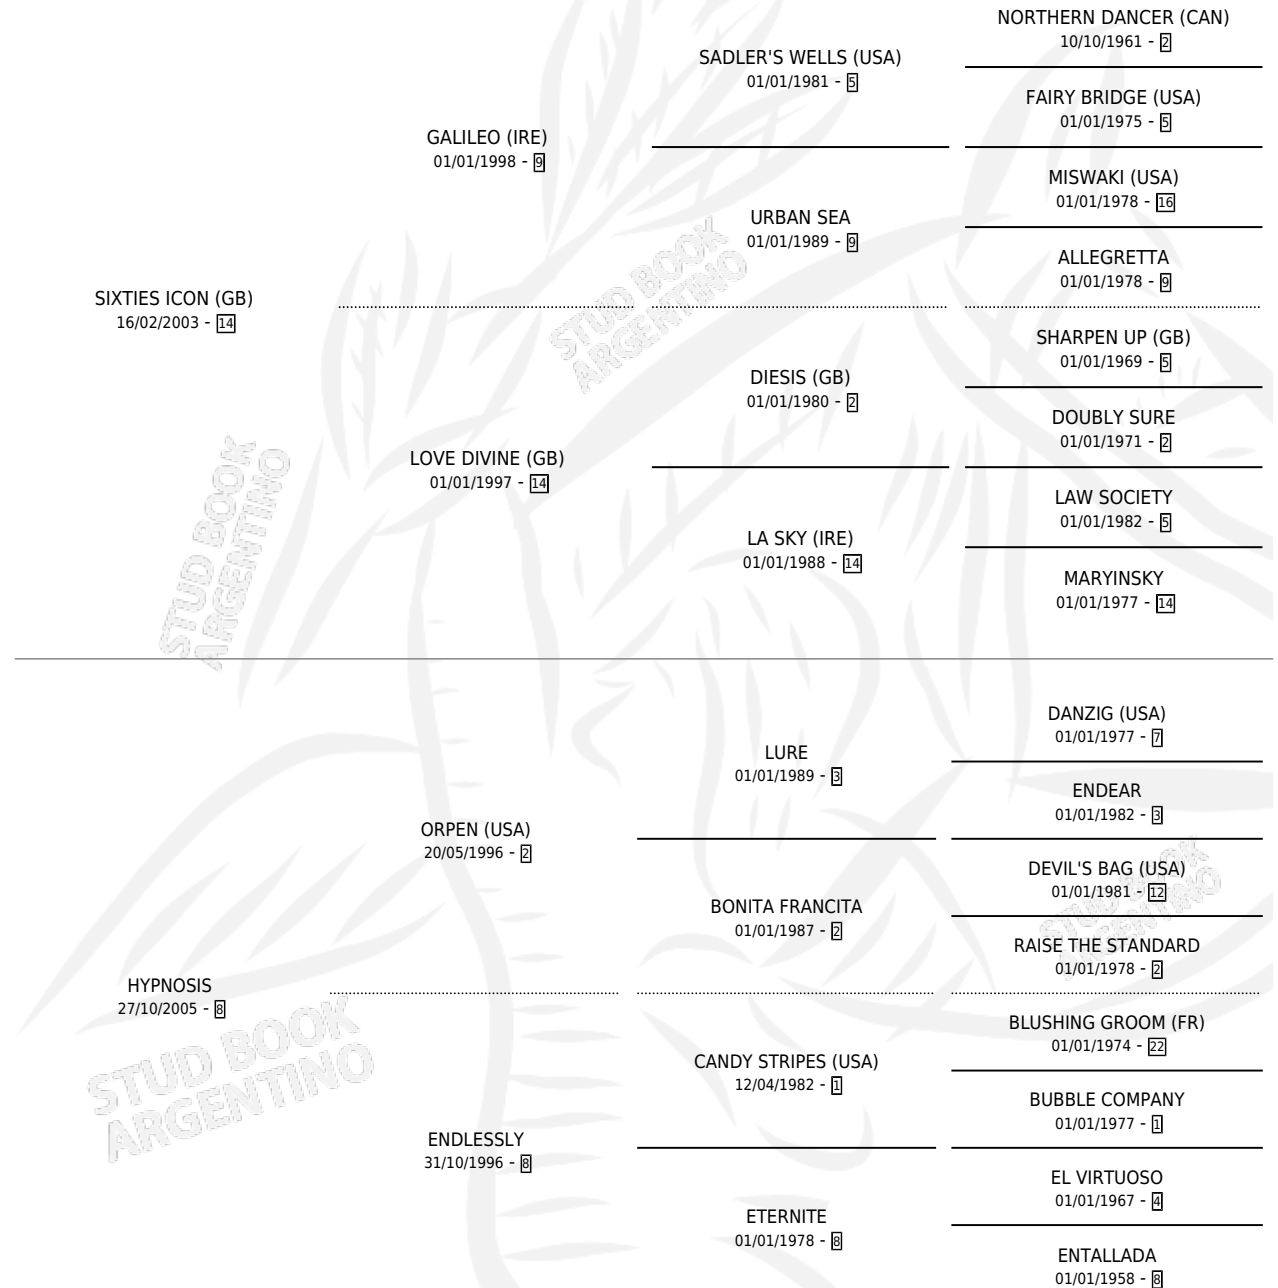 NORTHERN DANCER (CAN)
10/10/1961 - 2
SADLER'S WELLS (USA)
01/01/1981 - 5
FAIRY BRIDGE (USA)
01/01/1975 - 5
GALILEO (IRE)
01/01/1998 - 9
MISWAKI (USA)
01/01/1978 - 16
URBAN SEA
01/01/1989 - 9
ALLEGRETTA
01/01/1978 - 9
SIXTIES ICON (GB)
16/02/2003 - 14
SHARPEN UP (GB)
01/01/1969 - 5
DIESIS (GB)
01/01/1980 - 2
DOUBLY SURE
01/01/1971 - 2
LOVE DIVINE (GB)
01/01/1997 - 14
LAW SOCIETY
01/01/1982 - 5
LA SKY (IRE)
01/01/1988 - 14
MARYINSKY
01/01/1977 - 14
DANZIG (USA)
01/01/1977 - 7
LURE
01/01/1989 - 3
ENDEAR
01/01/1982 - 3
ORPEN (USA)
20/05/1996 - 2
DEVIL'S BAG (USA)
01/01/1981 - 12
BONITA FRANCITA
01/01/1987 - 2
RAISE THE STANDARD
01/01/1978 - 2
HYPNOSIS
27/10/2005 - 8
BLUSHING GROOM (FR)
01/01/1974 - 22
CANDY STRIPES (USA)
12/04/1982 - 1
BUBBLE COMPANY
01/01/1977 - 1
ENDLESSLY
31/10/1996 - 8
EL VIRTUOSO
01/01/1967 - 4
ETERNITE
01/01/1978 - 8
ENTALLADA
01/01/1958 - 8
STUD BOOK
ARGENTINO
STUD BOOK
ARGENTINO
STUD BOOK
ARGENTINO
STUD BOOK
ARGENTINO